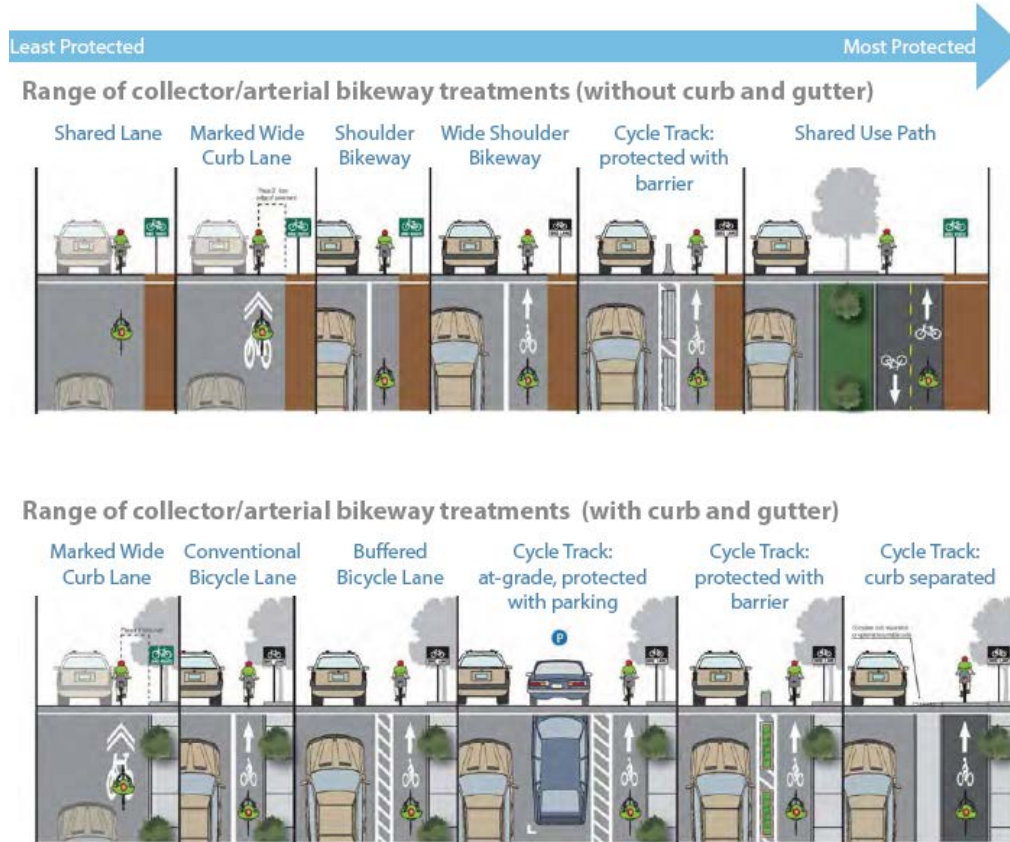 Least Protected
Most Protected
Range of collector/arterial bikeway treatments (without curb and gutter)
Shared Lane
Marked Wide
Curb Lane
Shoulder
Bikeway
Wide Shoulder
Bikeway
Cycle Track:
protected with
barrier
Shared Use Path
Range of collector/arterial bikeway treatments (with curb and gutter)
Marked Wide
Curb Lane
Conventional
Bicycle Lane
Buffered
Bicycle Lane
Cycle Track:
at-grade, protected
with parking
P
Cycle Track:
protected with
barrier
Cycle Track:
curb separated